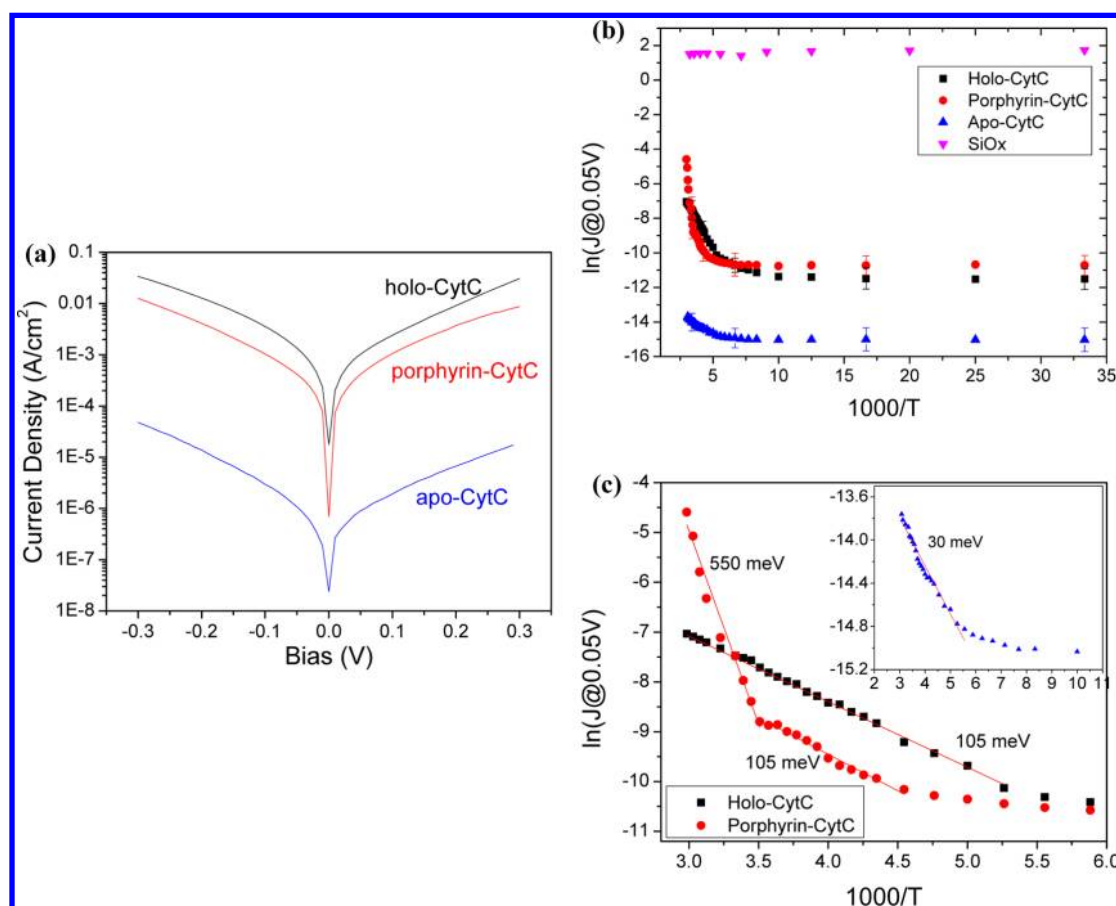 (a)
0.1
0.01
1E-3
1E-4
1E-5
1E-6
1E-7
1E-8
Current Density (A/cm²)
holo-CytC
porphyrin-CytC
apo-CytC
-0.3 -0.2 -0.1 0.0 0.1 0.2 0.3
Bias (V)
(b)
2
0
-2
-4
-6
-8
-10
-12
-14
-16
ln(J@0.05V)
Holo-CytC
Porphyrin-CytC
Apo-CytC
SiOx
5 10 15 20 25 30 35
1000/T
(c)
-4
-5
-6
-7
-8
-9
-10
-11
ln(J@0.05V)
550 meV
105 meV
105 meV
Holo-CytC
Porphyrin-CytC
3.0 3.5 4.0 4.5 5.0 5.5 6.0
1000/T
-13.6
-14.0
-14.4
-14.8
-15.2
30 meV
2 3 4 5 6 7 8 9 10 11